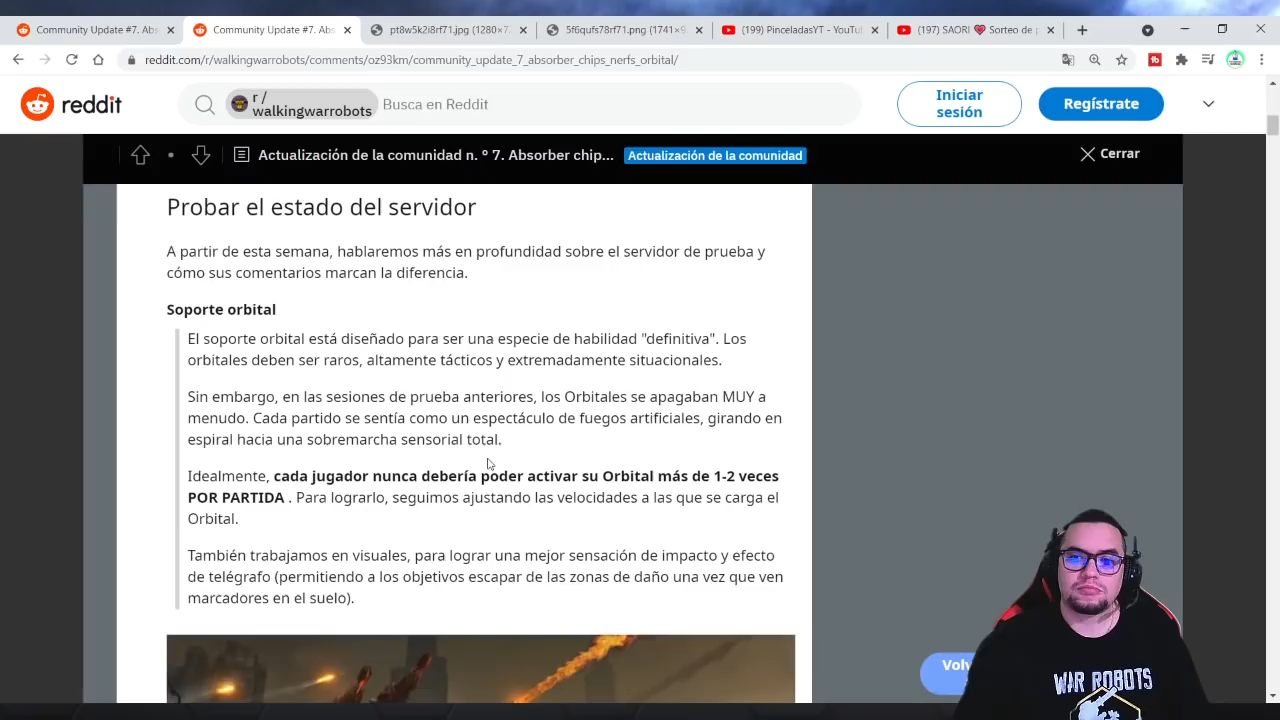 Community Update #7. Abs
Community Update #7. Abs
pt8w5k2i8rf71.jpg (1280×7
5f6qufs78rf71.png (1741×9
(199) PinceladasYT - YouTu
(197) SAORI 💗 Sorteo de p
reddit.com/r/walkingwarrobots/comments/oz93km/community_update_7_absorber_chips_nerfs_orbital/
reddit
r /
walkingwarrobots
Busca en Reddit
Iniciar
sesión
Regístrate
Actualización de la comunidad n. º 7. Absorber chip...
Actualización de la comunidad
Cerrar
Probar el estado del servidor
A partir de esta semana, hablaremos más en profundidad sobre el servidor de prueba y
cómo sus comentarios marcan la diferencia.
Soporte orbital
El soporte orbital está diseñado para ser una especie de habilidad "definitiva". Los
orbitales deben ser raros, altamente tácticos y extremadamente situacionales.
Sin embargo, en las sesiones de prueba anteriores, los Orbitales se apagaban MUY a
menudo. Cada partido se sentía como un espectáculo de fuegos artificiales, girando en
espiral hacia una sobremarcha sensorial total.
Idealmente, cada jugador nunca debería poder activar su Orbital más de 1-2 veces
POR PARTIDA . Para lograrlo, seguimos ajustando las velocidades a las que se carga el
Orbital.
También trabajamos en visuales, para lograr una mejor sensación de impacto y efecto
de telégrafo (permitiendo a los objetivos escapar de las zonas de daño una vez que ven
marcadores en el suelo).
Volv
WAR ROBOTS